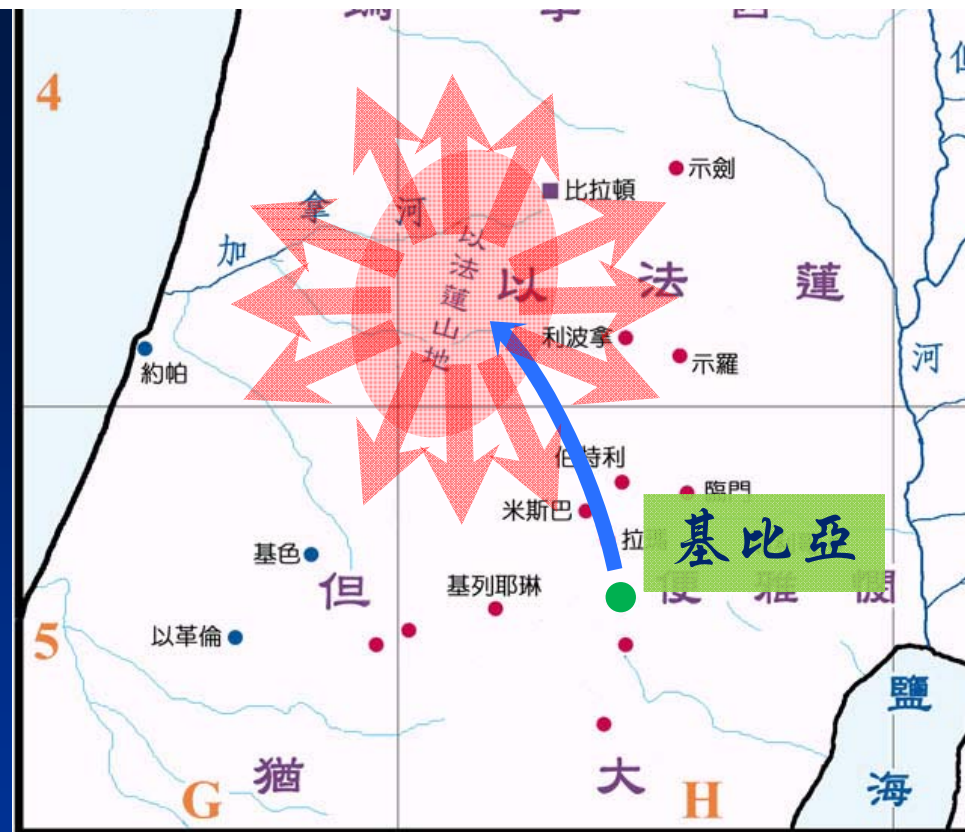 4
示劍
比拉頓
加拿河
以法蓮山地
以法蓮
利波拿
示羅
約帕
河
伯特利
臨門
米斯巴
拉瑪
基比亞
基色
但
基列耶琳
便雅憫
5
以革倫
鹽海
猶大
G
H